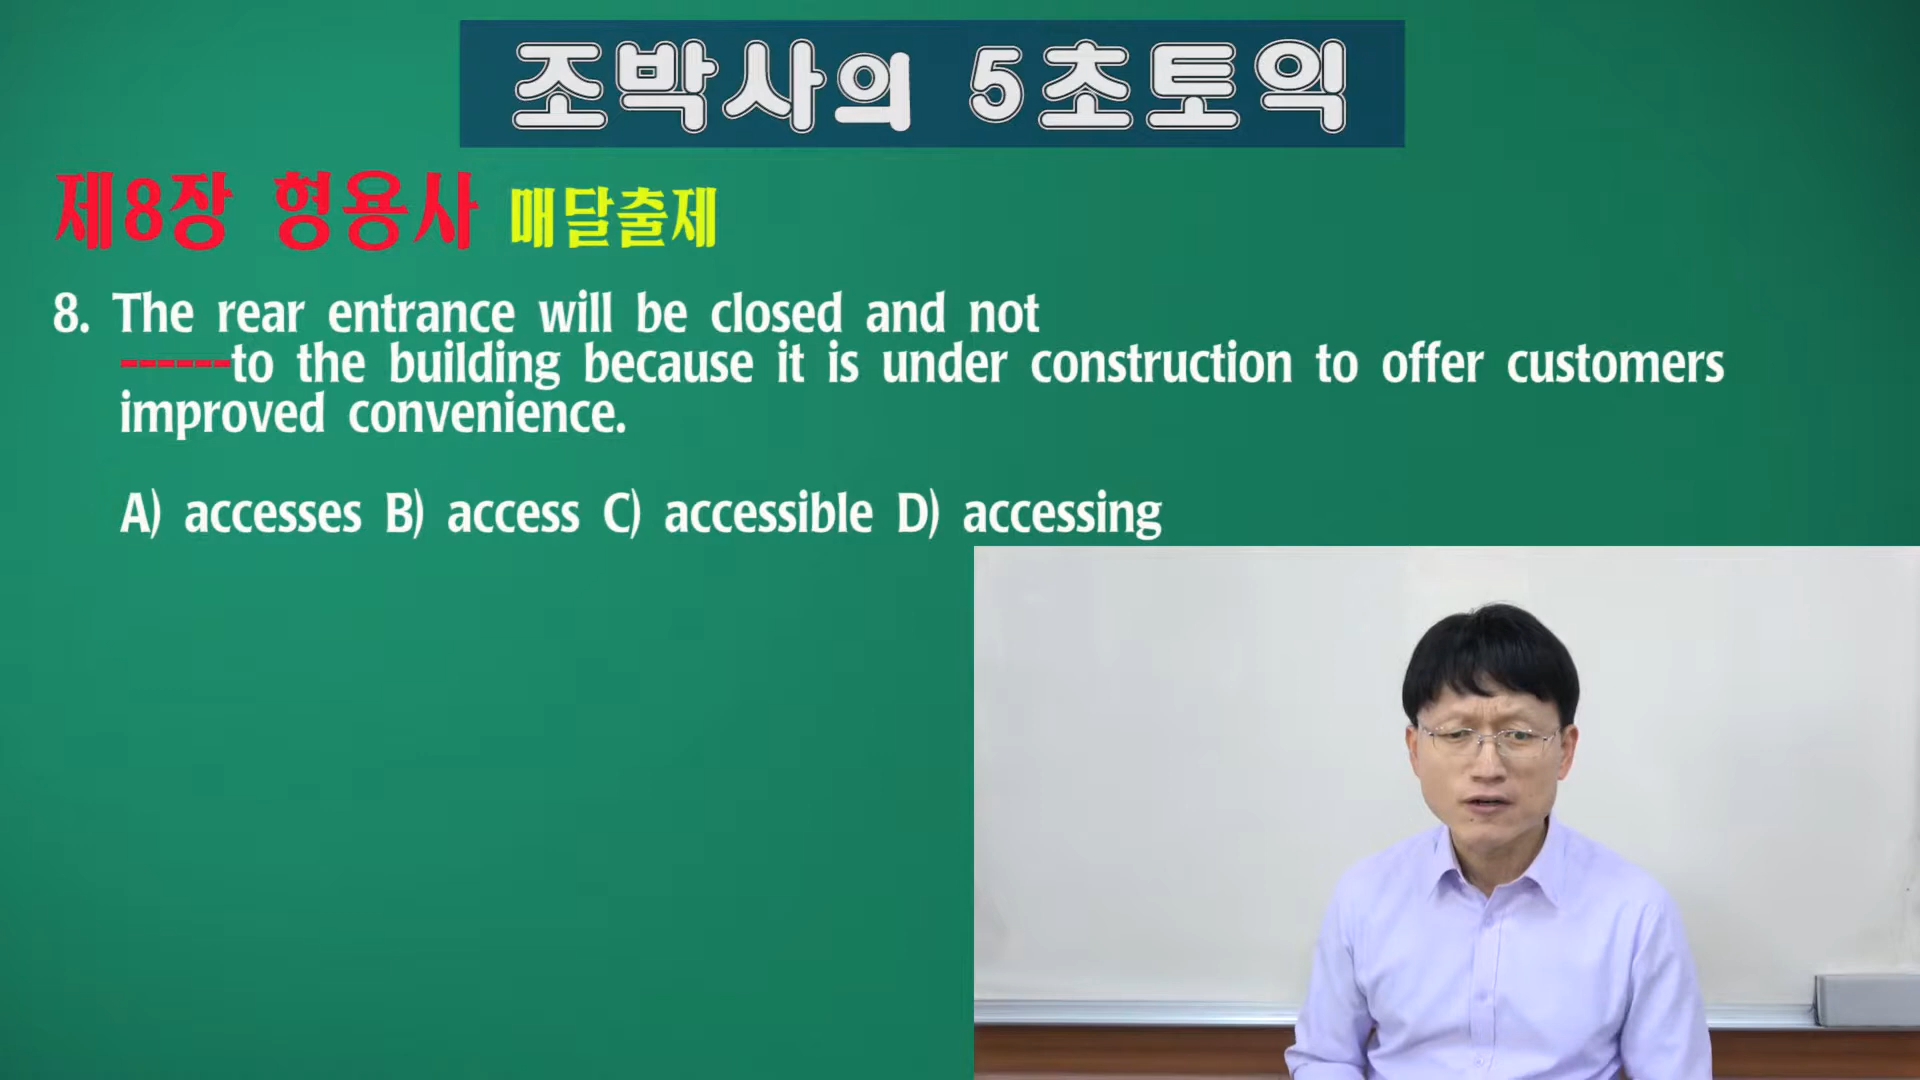 조박사의 5초토익
제8장 형용사 매달출제
8. The rear entrance will be closed and not
------to the building because it is under construction to offer customers
improved convenience.
A) accesses B) access C) accessible D) accessing